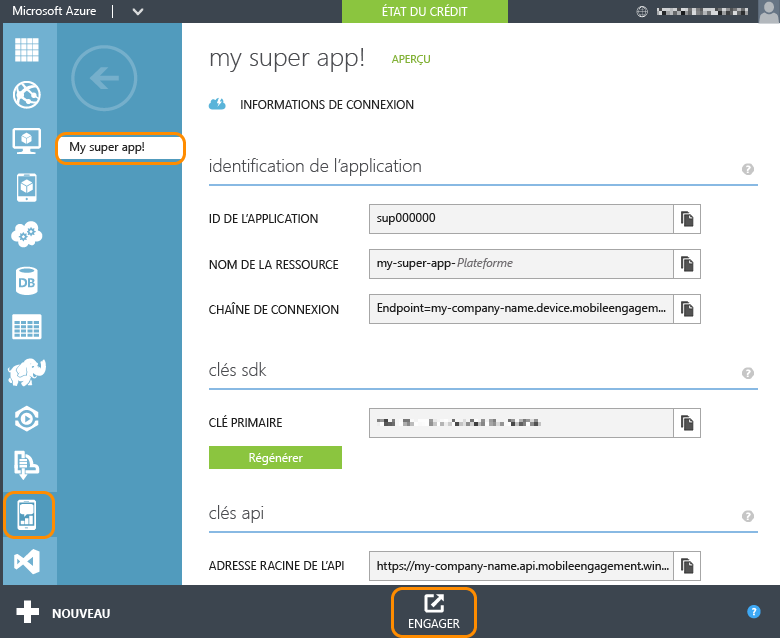 Microsoft Azure
ÉTAT DU CRÉDIT
My super app!
my super app! APERÇU
INFORMATIONS DE CONNEXION
identification de l'application ?
ID DE L'APPLICATION sup000000
NOM DE LA RESSOURCE my-super-app-Plateforme
CHAÎNE DE CONNEXION Endpoint=my-company-name.device.mobileengagem...
clés sdk ?
CLÉ PRIMAIRE
Régénérer
clés api ?
ADRESSE RACINE DE L'API https://my-company-name.api.mobileengagement.win...
DB
NOUVEAU
ENGAGER
?